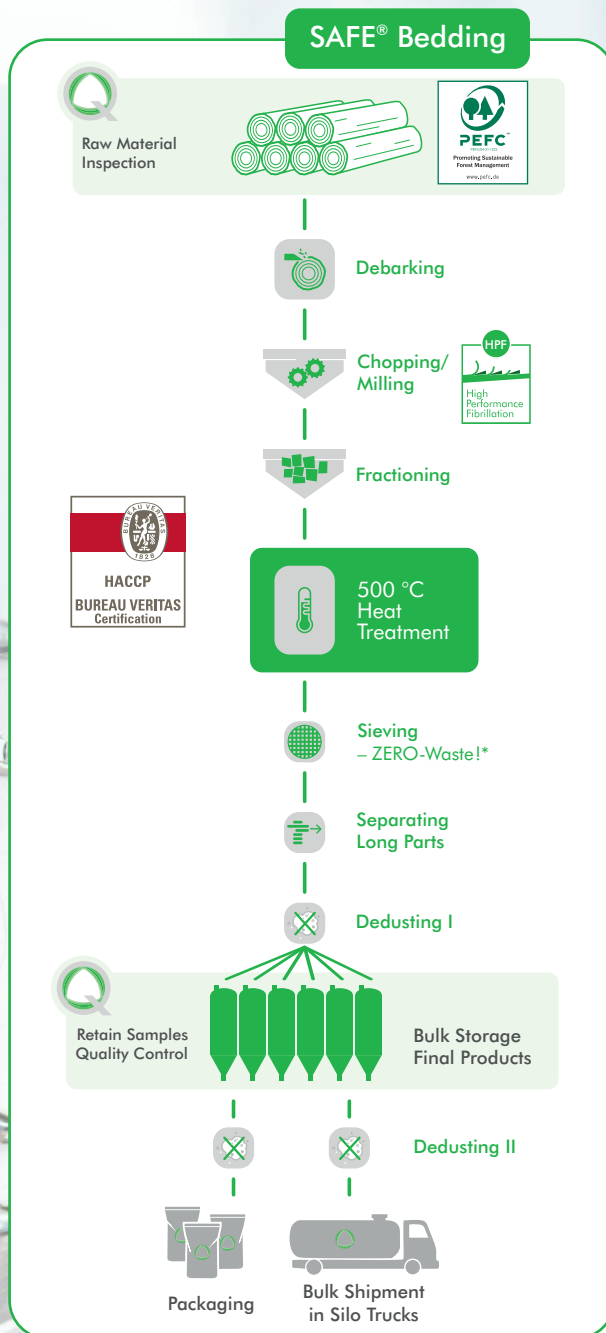 SAFE® Bedding
Raw Material
Inspection
PEFC™
Promoting Sustainable
Forest Management
www.pefc.de
Debarking
Chopping/
Milling
HPF
High
Performance
Fibrillation
Fractioning
BUREAU VERITAS
1828
HACCP
BUREAU VERITAS
Certification
500 °C
Heat
Treatment
Sieving
– ZERO-Waste!*
Separating
Long Parts
Dedusting I
Retain Samples
Quality Control
Bulk Storage
Final Products
Dedusting II
Packaging
Bulk Shipment
in Silo Trucks